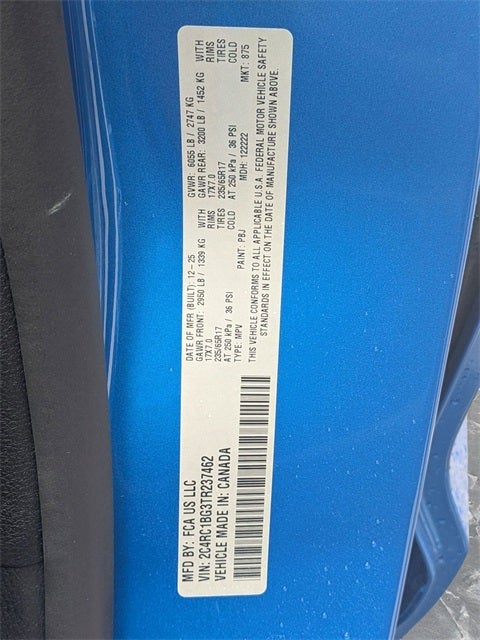 MFD BY: FCA US LLC
VIN: 2C4RC1BG3TR237462
VEHICLE MADE IN: CANADA
DATE OF MFR (BUILT): 12-25 GVWR: 6055 LB / 2747 KG
GAWR FRONT: 2950 LB / 1339 KG WITH GAWR REAR: 3200 LB / 1452 KG WITH
17X7.0 RIMS 17X7.0 RIMS
235/65R17 TIRES 235/65R17 TIRES
AT 250 kPa / 36 PSI COLD AT 250 kPa / 36 PSI COLD
TYPE: MPV PAINT: PBJ MDH: 122222 MKT: 875
THIS VEHICLE CONFORMS TO ALL APPLICABLE U.S.A. FEDERAL MOTOR VEHICLE SAFETY
STANDARDS IN EFFECT ON THE DATE OF MANUFACTURE SHOWN ABOVE.